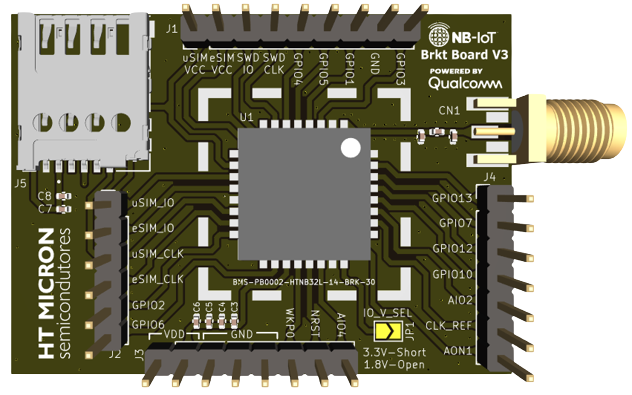 J1
NB-IoT
Brkt Board V3
POWERED BY
Qualcomm
uSIM VCC
eSIM VCC
SWD IO
SWD CLK
GPIO4
GPIO5
GPIO1
GND
GPIO3
CN1
U1
J5
J4
C8
C7
uSIM_IO
eSIM_IO
uSIM_CLK
eSIM_CLK
GPIO2
GPIO6
J2
HT MICRON
semicondutores
GPIO13
GPIO7
GPIO12
GPIO10
AIO2
CLK_REF
AON1
BMS-PB0002-HTNB32L-14-BRK-30
C6
C5
C4
C3
VDD
GND
WKP0
NRST
AIO4
J3
IO_V_SEL
JP1
3.3V-Short
1.8V-Open